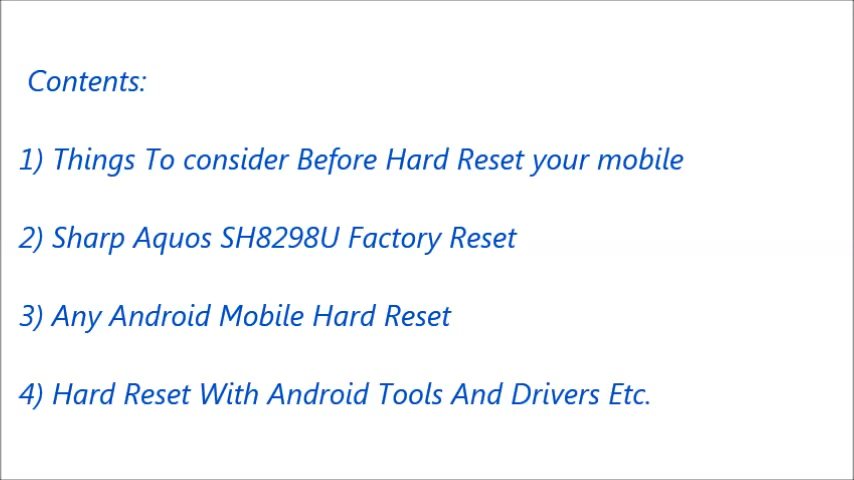 Contents:
1) Things To consider Before Hard Reset your mobile
2) Sharp Aquos SH8298U Factory Reset
3) Any Android Mobile Hard Reset
4) Hard Reset With Android Tools And Drivers Etc.